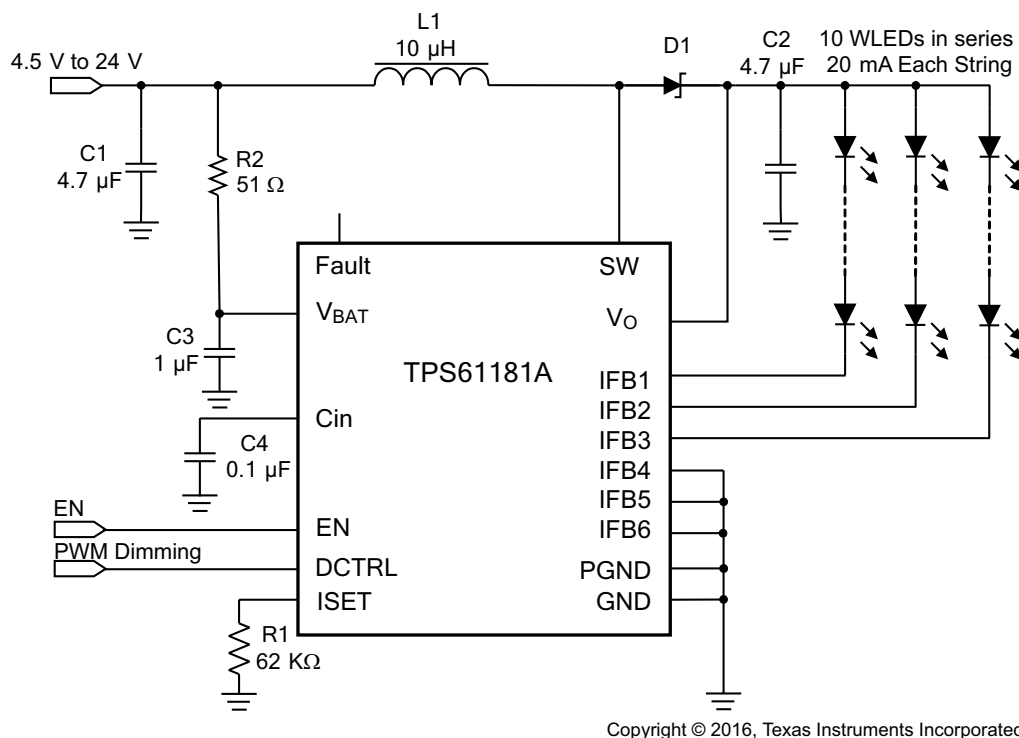 L1
10 µH
4.5 V to 24 V
D1
C2
4.7 µF
10 WLEDs in series
20 mA Each String
C1
4.7 µF
R2
51 Ω
Fault
SW
VBAT
VO
C3
1 µF
TPS61181A
IFB1
IFB2
IFB3
IFB4
IFB5
IFB6
Cin
C4
0.1 µF
EN
EN
PWM Dimming
DCTRL
PGND
ISET
GND
R1
62 KΩ
Copyright © 2016, Texas Instruments Incorporated